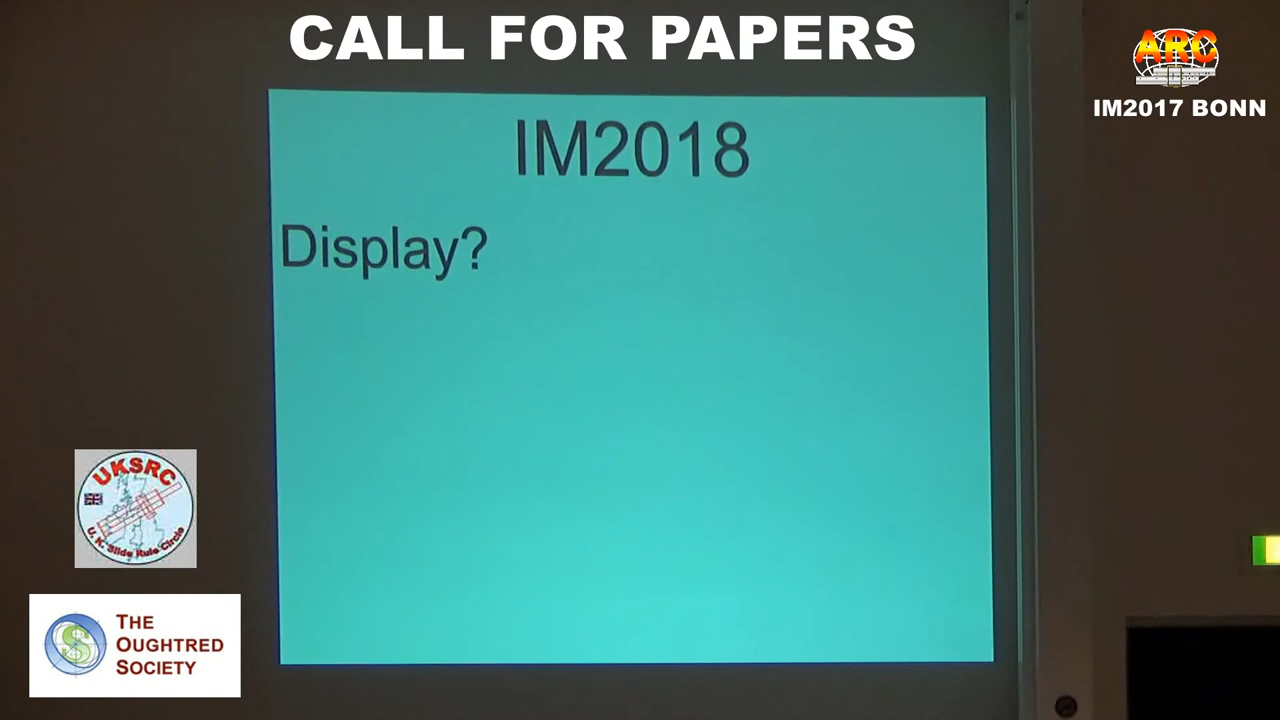 CALL FOR PAPERS
ARC
IM2017 BONN
IM2018
Display?
UKSRC
U. K. Slide Rule Circle
THE
OUGHTRED
SOCIETY